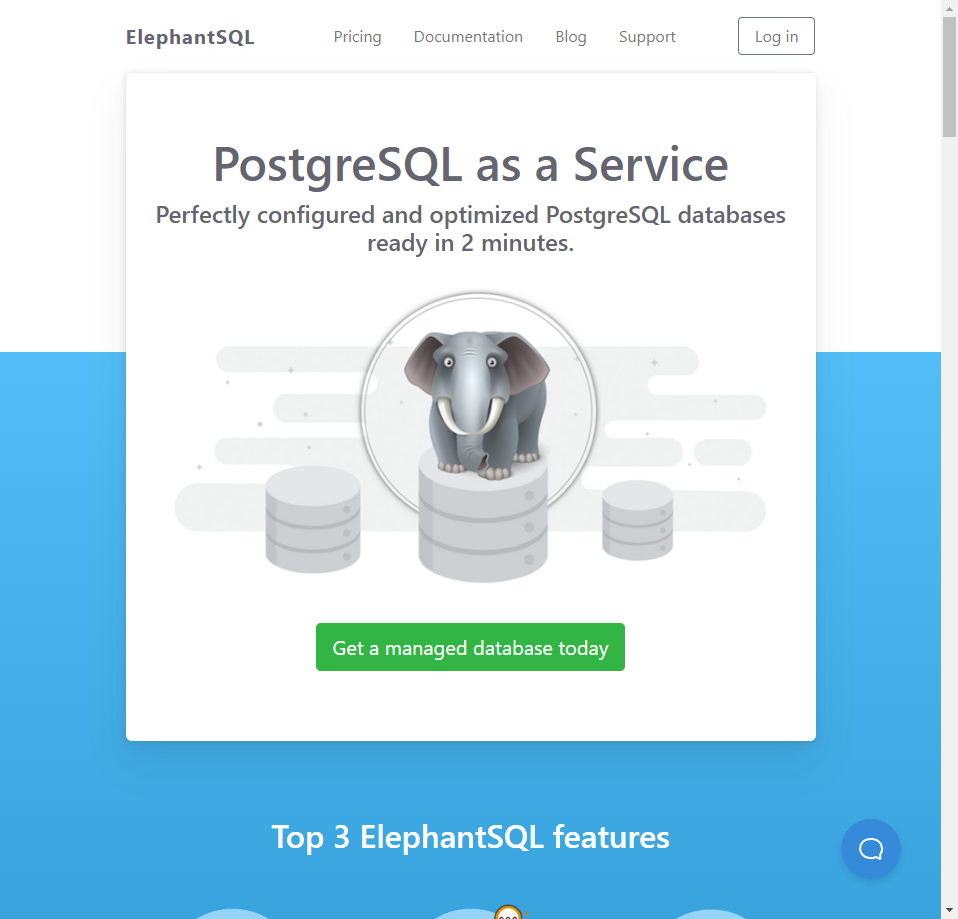 ElephantSQL
Pricing
Documentation
Blog
Support
Log in
PostgreSQL as a Service
Perfectly configured and optimized PostgreSQL databases
ready in 2 minutes.
Get a managed database today
Top 3 ElephantSQL features